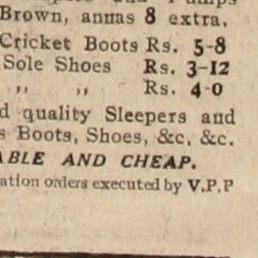 Brown, annas 8 extra.
Cricket Boots Rs. 5-8
Sole Shoes Rs. 3-12
,, ,, Rs. 4-0
d quality Sleepers and
s Boots, Shoes, &c, &c.
ABLE AND CHEAP.
ation orders executed by V.P.P